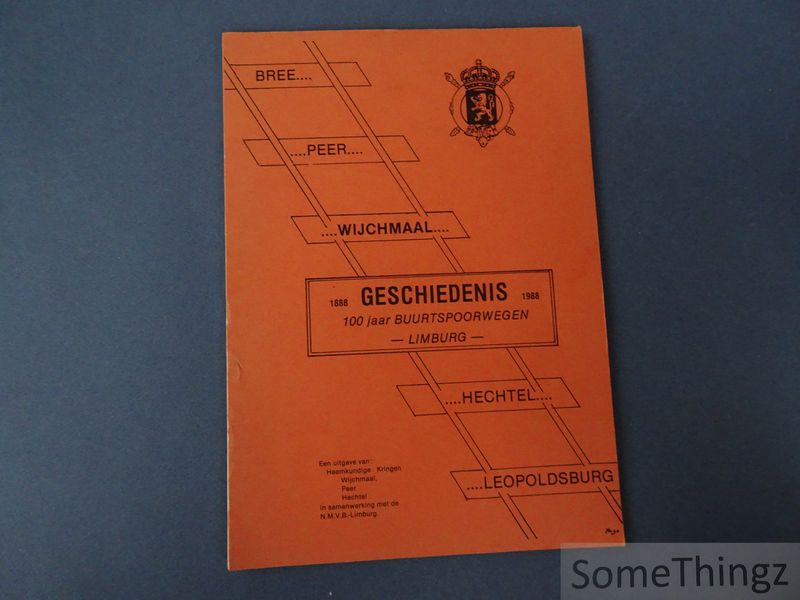 BREE....
....PEER....
....WIJCHMAAL....
1888 GESCHIEDENIS 1988
100 jaar BUURTSPOORWEGEN
— LIMBURG —
....HECHTEL....
....LEOPOLDSBURG
Een uitgave van:
Heemkundige Kringen
Wijchmaal,
Peer
Hechtel
in samenwerking met de
N.M.V.B.-Limburg.
SomeThingz